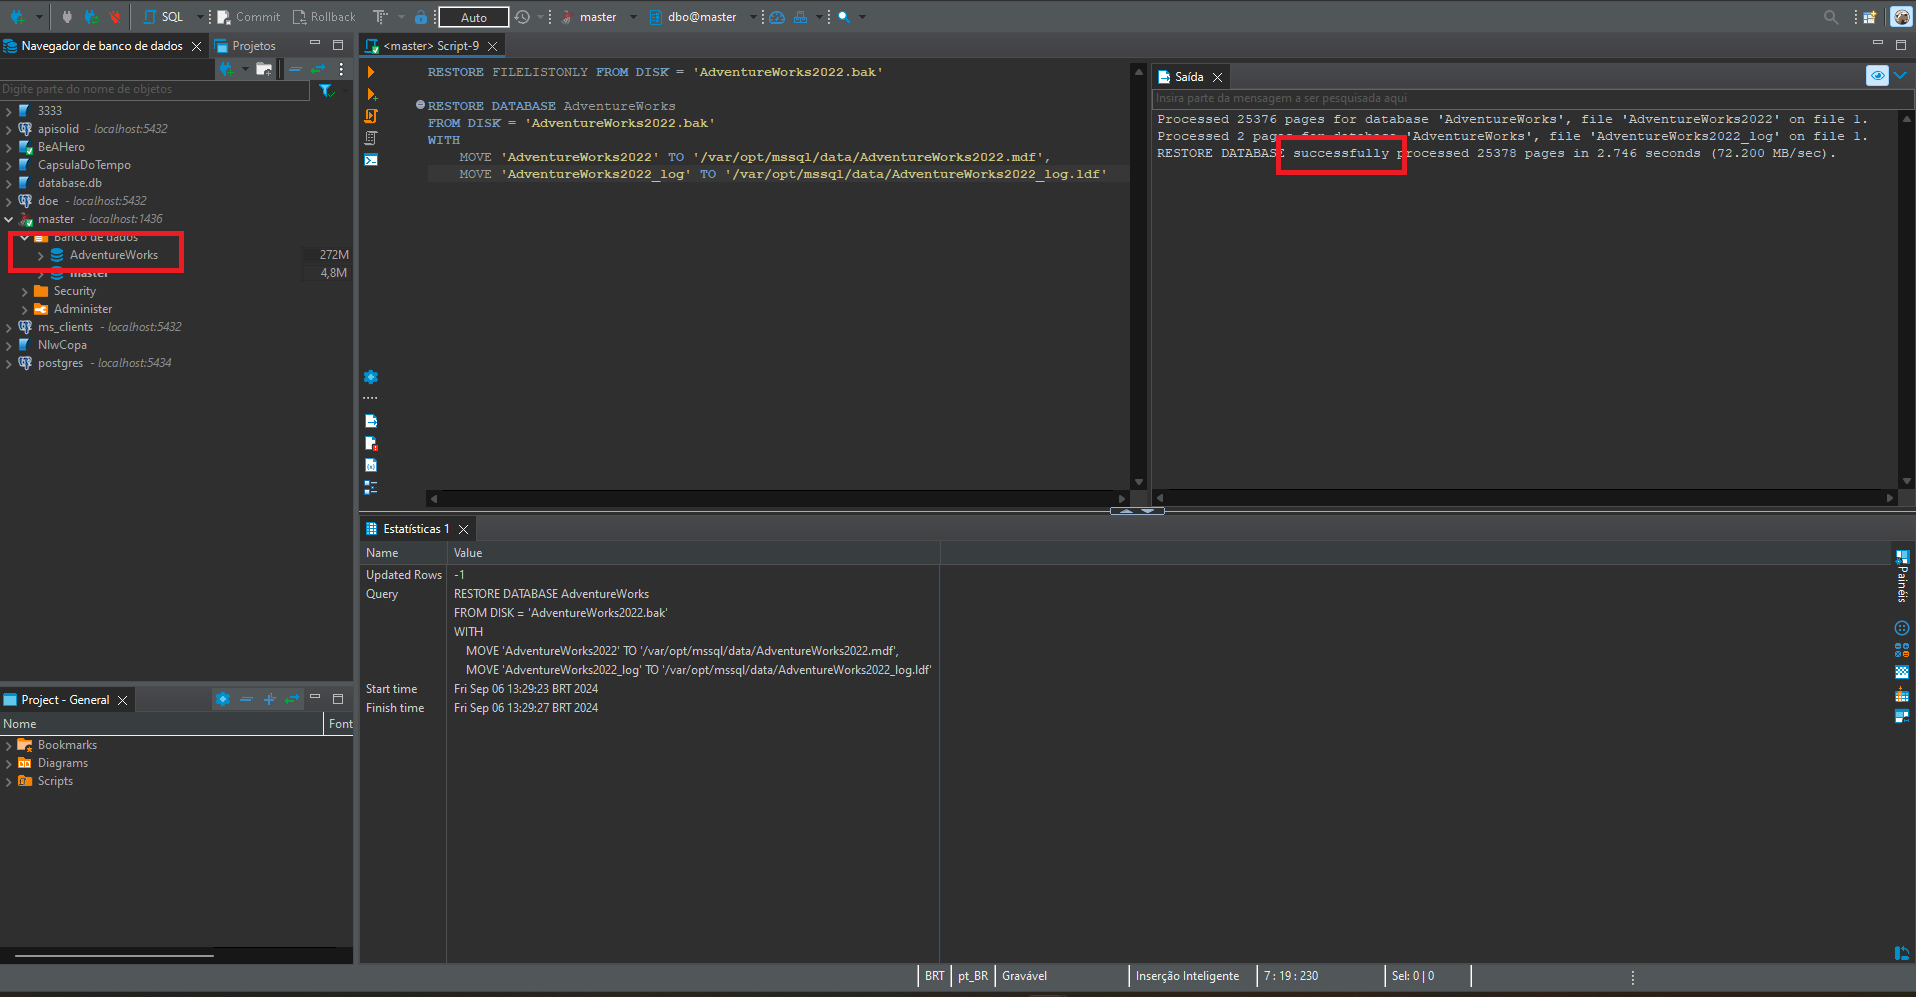 SQL
Commit
Rollback
Auto
master
dbo@master
Navegador de banco de dados
Projetos
Digite parte do nome de objetos
3333
apisolid - localhost:5432
BeAHero
CapsulaDoTempo
database.db
doe - localhost:5432
master - localhost:1436
Banco de dados
AdventureWorks 272M
master 4,8M
Security
Administer
ms_clients - localhost:5432
NlwCopa
postgres - localhost:5434
<master> Script-9
RESTORE FILELISTONLY FROM DISK = 'AdventureWorks2022.bak'
RESTORE DATABASE AdventureWorks
FROM DISK = 'AdventureWorks2022.bak'
WITH
MOVE 'AdventureWorks2022' TO '/var/opt/mssql/data/AdventureWorks2022.mdf',
MOVE 'AdventureWorks2022_log' TO '/var/opt/mssql/data/AdventureWorks2022_log.ldf'
Saída
Insira parte da mensagem a ser pesquisada aqui
Processed 25376 pages for database 'AdventureWorks', file 'AdventureWorks2022' on file 1.
Processed 2 pages for database 'AdventureWorks', file 'AdventureWorks2022_log' on file 1.
RESTORE DATABASE successfully processed 25378 pages in 2.746 seconds (72.200 MB/sec).
Estatísticas 1
Name Value
Updated Rows -1
Query RESTORE DATABASE AdventureWorks
FROM DISK = 'AdventureWorks2022.bak'
WITH
MOVE 'AdventureWorks2022' TO '/var/opt/mssql/data/AdventureWorks2022.mdf',
MOVE 'AdventureWorks2022_log' TO '/var/opt/mssql/data/AdventureWorks2022_log.ldf'
Start time Fri Sep 06 13:29:23 BRT 2024
Finish time Fri Sep 06 13:29:27 BRT 2024
Painéis
Project - General
Nome Font
Bookmarks
Diagrams
Scripts
BRT pt_BR Gravável Inserção Inteligente 7 : 19 : 230 Sel: 0 | 0